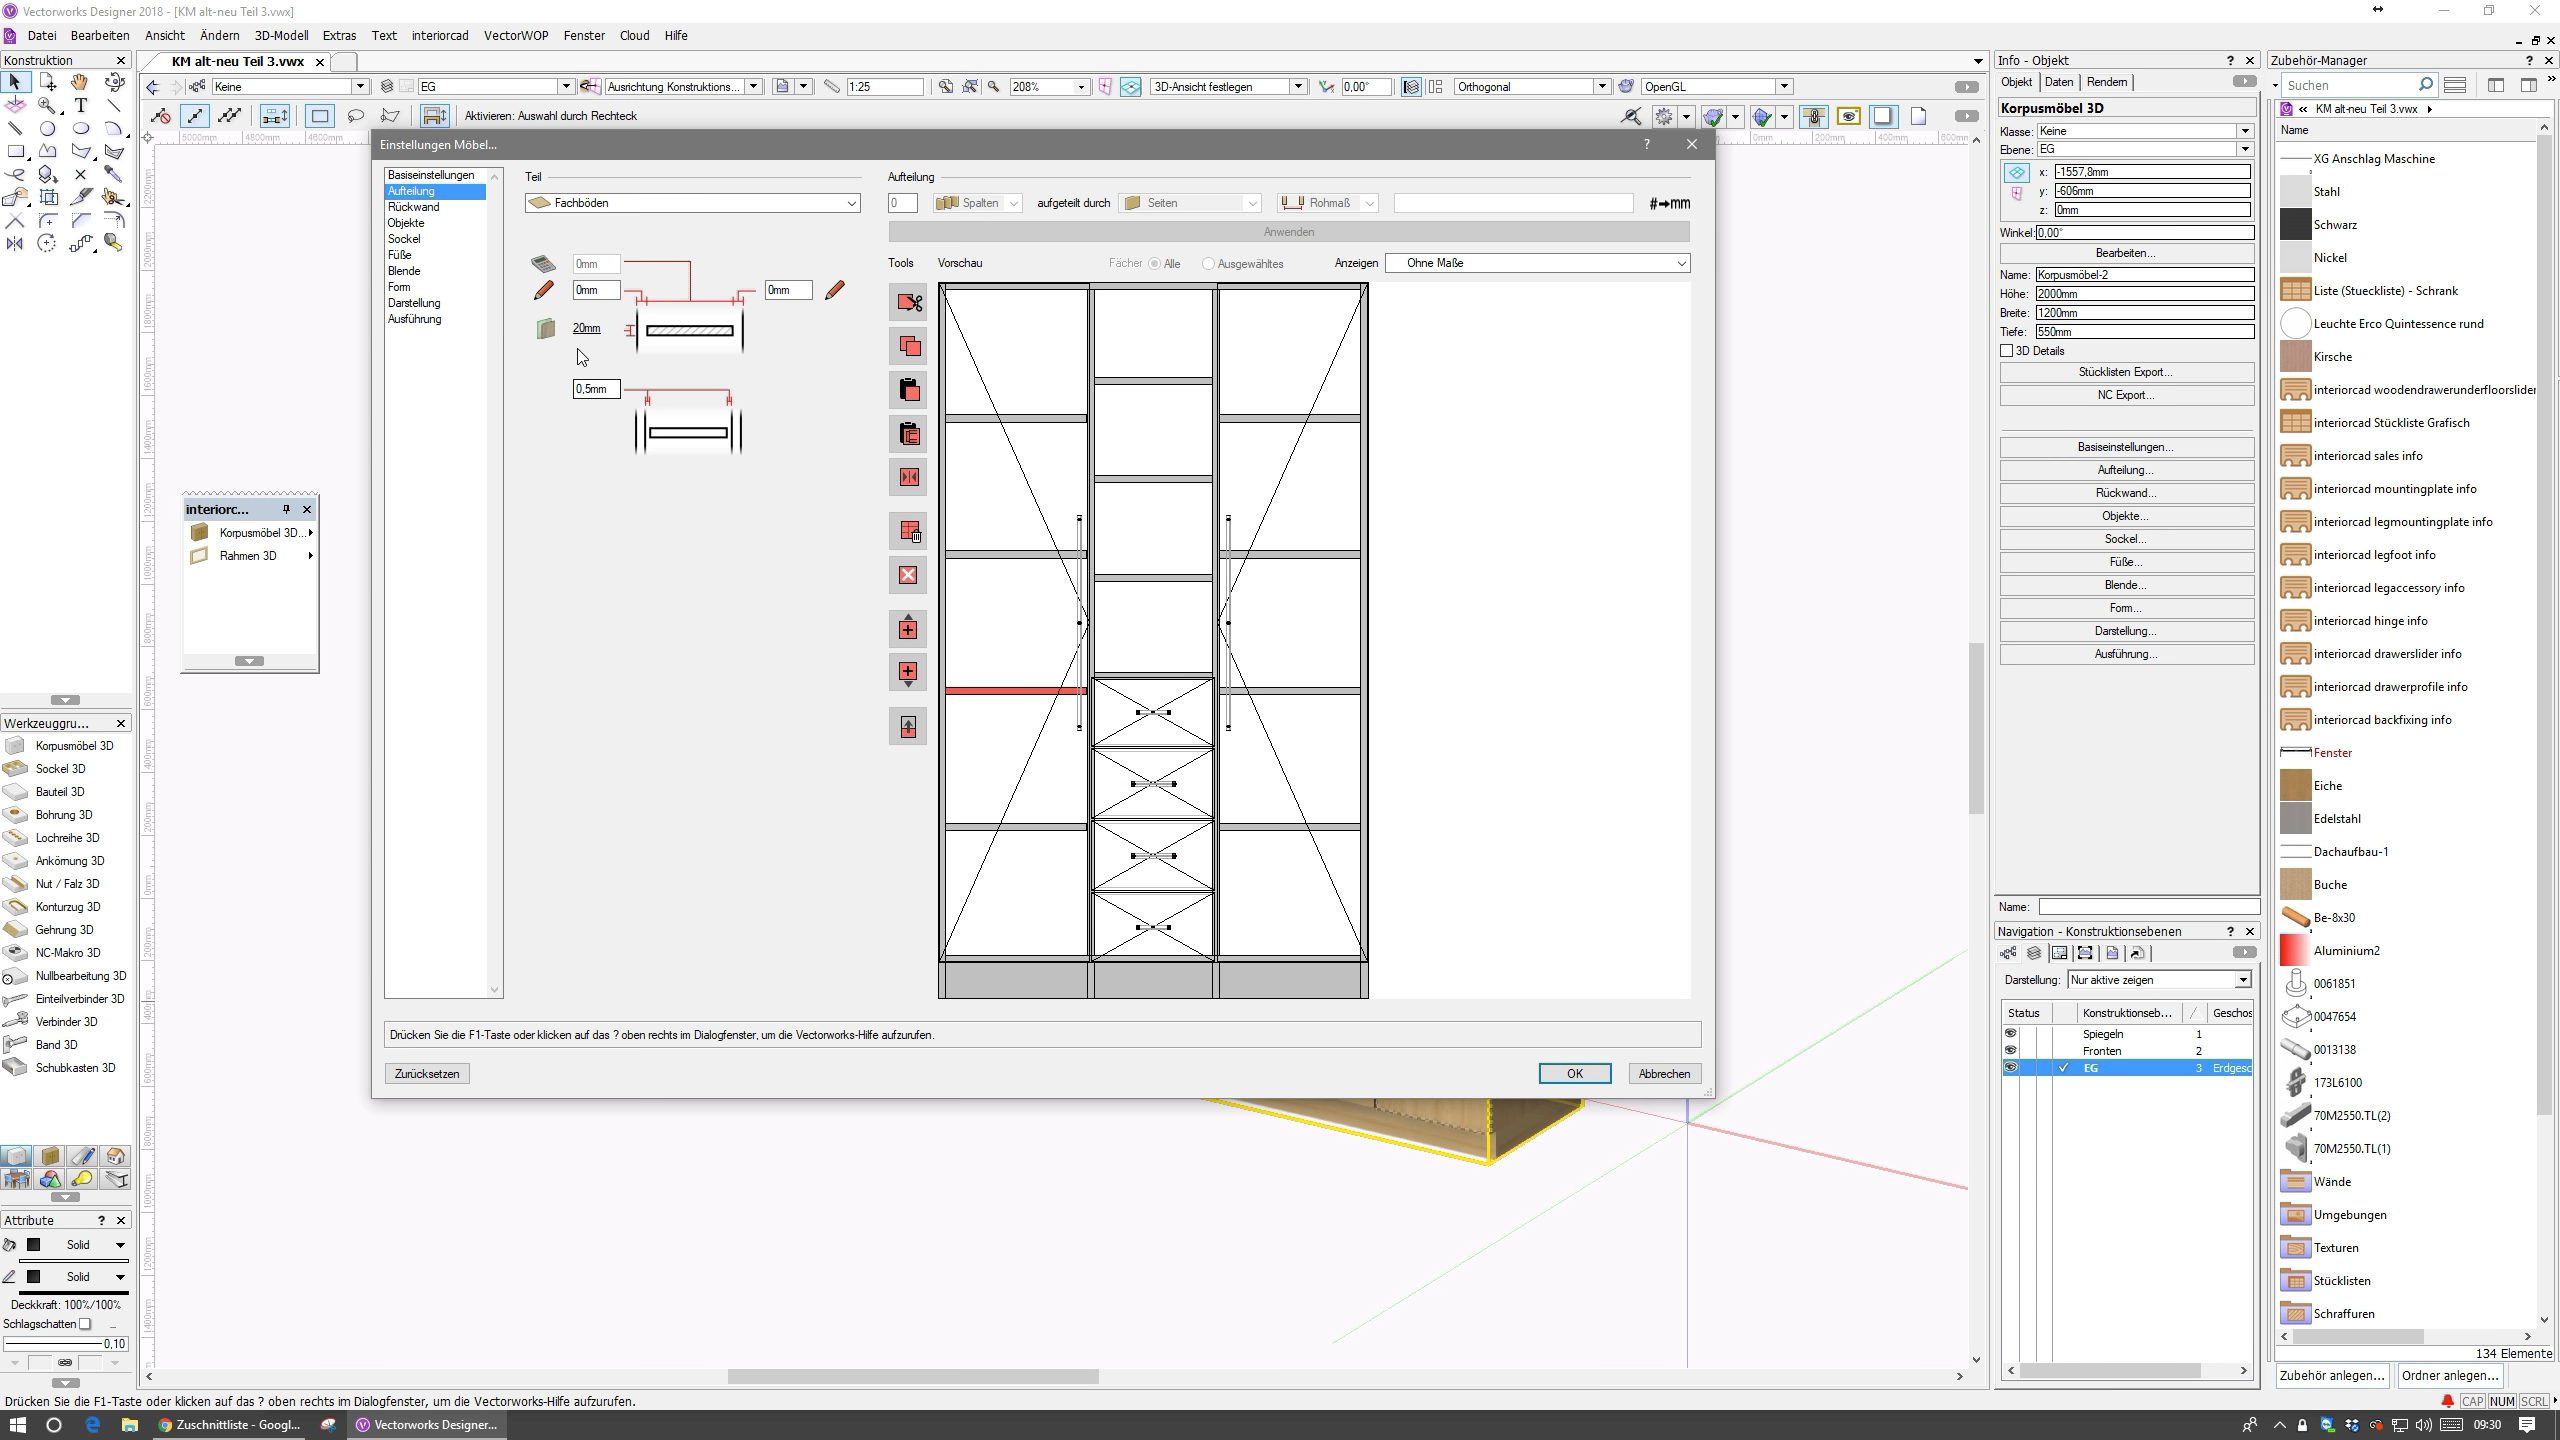 Vectorworks Designer 2018 - [KM alt-neu Teil 3.vwx]
Datei Bearbeiten Ansicht Ändern 3D-Modell Extras Text interiorcad VectorWOP Fenster Cloud Hilfe
Konstruktion
KM alt-neu Teil 3.vwx
Keine EG Ausrichtung Konstruktions... 1:25 208% 3D-Ansicht festlegen 0,00° Orthogonal OpenGL
Aktivieren: Auswahl durch Rechteck
Einstellungen Möbel...
Basiseinstellungen
Aufteilung
Rückwand
Objekte
Sockel
Füße
Blende
Form
Darstellung
Ausführung
Teil
Fachböden
0mm
0mm 0mm
20mm
0,5mm
Aufteilung
0 Spalten aufgeteilt durch Seiten Rohmaß #→mm
Anwenden
Tools Vorschau Fächer Alle Ausgewähltes Anzeigen Ohne Maße
Drücken Sie die F1-Taste oder klicken auf das ? oben rechts im Dialogfenster, um die Vectorworks-Hilfe aufzurufen.
Zurücksetzen OK Abbrechen
interiorc...
Korpusmöbel 3D...
Rahmen 3D
Werkzeuggru...
Korpusmöbel 3D
Sockel 3D
Bauteil 3D
Bohrung 3D
Lochreihe 3D
Ankörnung 3D
Nut / Falz 3D
Konturzug 3D
Gehrung 3D
NC-Makro 3D
Nullbearbeitung 3D
Einteilverbinder 3D
Verbinder 3D
Band 3D
Schubkasten 3D
Attribute
Solid
Solid
Deckkraft: 100%/100%
Schlagschatten ...
0,10
Info - Objekt
Objekt Daten Rendern
Korpusmöbel 3D
Klasse: Keine
Ebene: EG
x: -1557,8mm
y: -606mm
z: 0mm
Winkel: 0,00°
Bearbeiten...
Name: Korpusmöbel-2
Höhe: 2000mm
Breite: 1200mm
Tiefe: 550mm
3D Details
Stücklisten Export...
NC Export...
Basiseinstellungen...
Aufteilung...
Rückwand...
Objekte...
Sockel...
Füße...
Blende...
Form...
Darstellung...
Ausführung...
Name:
Navigation - Konstruktionsebenen
Darstellung: Nur aktive zeigen
Status Konstruktionseb... Geschos
Spiegeln 1
Fronten 2
EG 3 Erdgesc
Zubehör-Manager
Suchen
KM alt-neu Teil 3.vwx
Name
XG Anschlag Maschine
Stahl
Schwarz
Nickel
Liste (Stueckliste) - Schrank
Leuchte Erco Quintessence rund
Kirsche
interiorcad woodendrawerunderfloorslider
interiorcad Stückliste Grafisch
interiorcad sales info
interiorcad mountingplate info
interiorcad legmountingplate info
interiorcad legfoot info
interiorcad legaccessory info
interiorcad hinge info
interiorcad drawerslider info
interiorcad drawerprofile info
interiorcad backfixing info
Fenster
Eiche
Edelstahl
Dachaufbau-1
Buche
Be-8x30
Aluminium2
0061851
0047654
0013138
173L6100
70M2550.TL(2)
70M2550.TL(1)
Wände
Umgebungen
Texturen
Stücklisten
Schraffuren
134 Elemente
Zubehör anlegen... Ordner anlegen...
Drücken Sie die F1-Taste oder klicken auf das ? oben rechts im Dialogfenster, um die Vectorworks-Hilfe aufzurufen.
CAP NUM SCRL
Zuschnittliste - Googl... Vectorworks Designer... 09:30